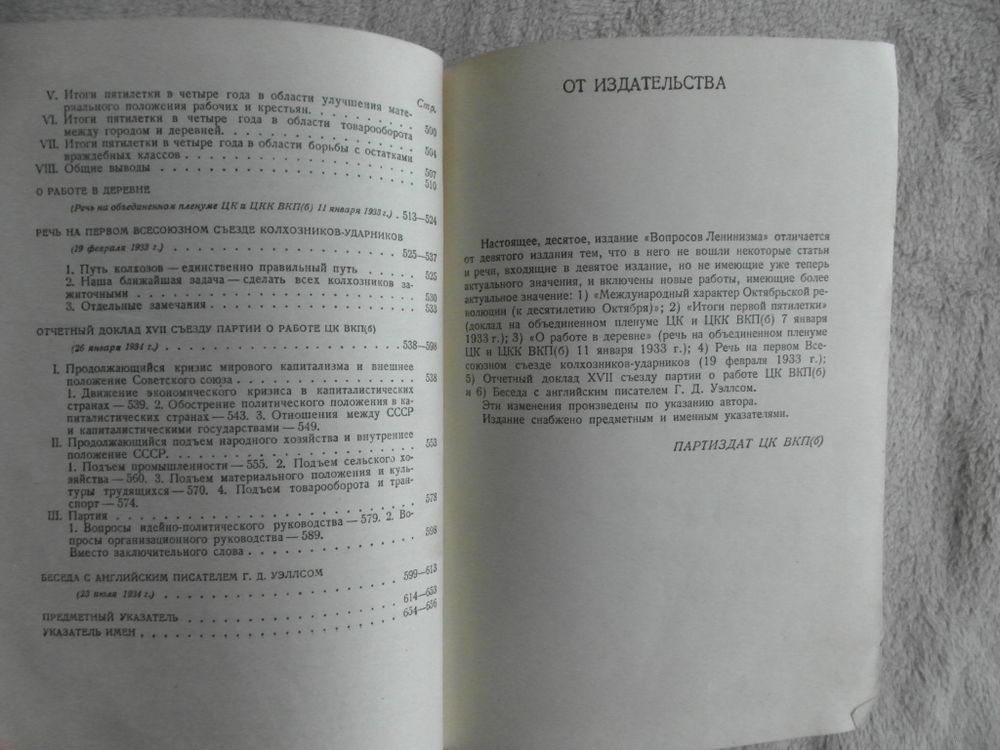 Стр.
V. Итоги пятилетки в четыре года в области улучшения мате-
риального положения рабочих и крестьян. . . . . . . . . . 500
VI. Итоги пятилетки в четыре года в области товарооборота
между городом и деревней. . . . . . . . . . . . . . . . 504
VII. Итоги пятилетки в четыре года в области борьбы с остатками
враждебных классов . . . . . . . . . . . . . . . . . . 507
VIII. Общие выводы . . . . . . . . . . . . . . . . . . . 510
О РАБОТЕ В ДЕРЕВНЕ
(Речь на объединенном пленуме ЦК и ЦКК ВКП(б) 11 января 1933 г.) . 513—524
РЕЧЬ НА ПЕРВОМ ВСЕСОЮЗНОМ СЪЕЗДЕ КОЛХОЗНИКОВ-УДАРНИКОВ
(19 февраля 1933 г.) . . . . . . . . . . . . . . . . . 525—537
1. Путь колхозов — единственно правильный путь . . . . . . 525
2. Наша ближайшая задача — сделать всех колхозников за-
житочными . . . . . . . . . . . . . . . . . . . . . 530
3. Отдельные замечания . . . . . . . . . . . . . . . . 533
ОТЧЕТНЫЙ ДОКЛАД XVII СЪЕЗДУ ПАРТИИ О РАБОТЕ ЦК ВКП(б)
(26 января 1934 г.) . . . . . . . . . . . . . . . . . 538—598
I. Продолжающийся кризис мирового капитализма и внешнее
положение Советского союза . . . . . . . . . . . . . . 538
1. Движение экономического кризиса в капиталистических
странах — 539. 2. Обострение политического положения в ка-
питалистических странах — 543. 3. Отношения между СССР
и капиталистическими государствами — 549.
II. Продолжающийся подъем народного хозяйства и внутреннее
положение СССР. . . . . . . . . . . . . . . . . . . . 553
1. Подъем промышленности — 555. 2. Подъем сельского хо-
зяйства — 560. 3. Подъем материального положения и куль-
туры трудящихся — 570. 4. Подъем товарооборота и тран-
спорт — 574.
III. Партия . . . . . . . . . . . . . . . . . . . . . . 578
1. Вопросы идейно-политического руководства — 579. 2. Во-
просы организационного руководства — 589.
Вместо заключительного слова . . . . . . . . . . . . . 598
БЕСЕДА С АНГЛИЙСКИМ ПИСАТЕЛЕМ Г. Д. УЭЛЛСОМ
(23 июля 1934 г.) . . . . . . . . . . . . . . . . . . 599—613
ПРЕДМЕТНЫЙ УКАЗАТЕЛЬ . . . . . . . . . . . . . . . . 614—653
УКАЗАТЕЛЬ ИМЕН . . . . . . . . . . . . . . . . . . . 654—656
ОТ ИЗДАТЕЛЬСТВА
Настоящее, десятое, издание «Вопросов Ленинизма» отличается
от девятого издания тем, что в него не вошли некоторые статьи
и речи, входящие в девятое издание, но не имеющие уже теперь
актуального значения, и включены новые работы, имеющие более
актуальное значение: 1) «Международный характер Октябрьской ре-
волюции (к десятилетию Октября)»; 2) «Итоги первой пятилетки»
(доклад на объединенном пленуме ЦК и ЦКК ВКП(б) 7 января
1933 г.); 3) «О работе в деревне» (речь на объединенном пленуме
ЦК и ЦКК ВКП(б) 11 января 1933 г.); 4) Речь на первом Все-
союзном съезде колхозников-ударников (19 февраля 1933 г.);
5) Отчетный доклад XVII съезду партии о работе ЦК ВКП(б)
и 6) Беседа с английским писателем Г. Д. Уэллсом.
Эти изменения произведены по указанию автора.
Издание снабжено предметным и именным указателями.
ПАРТИЗДАТ ЦК ВКП(б)